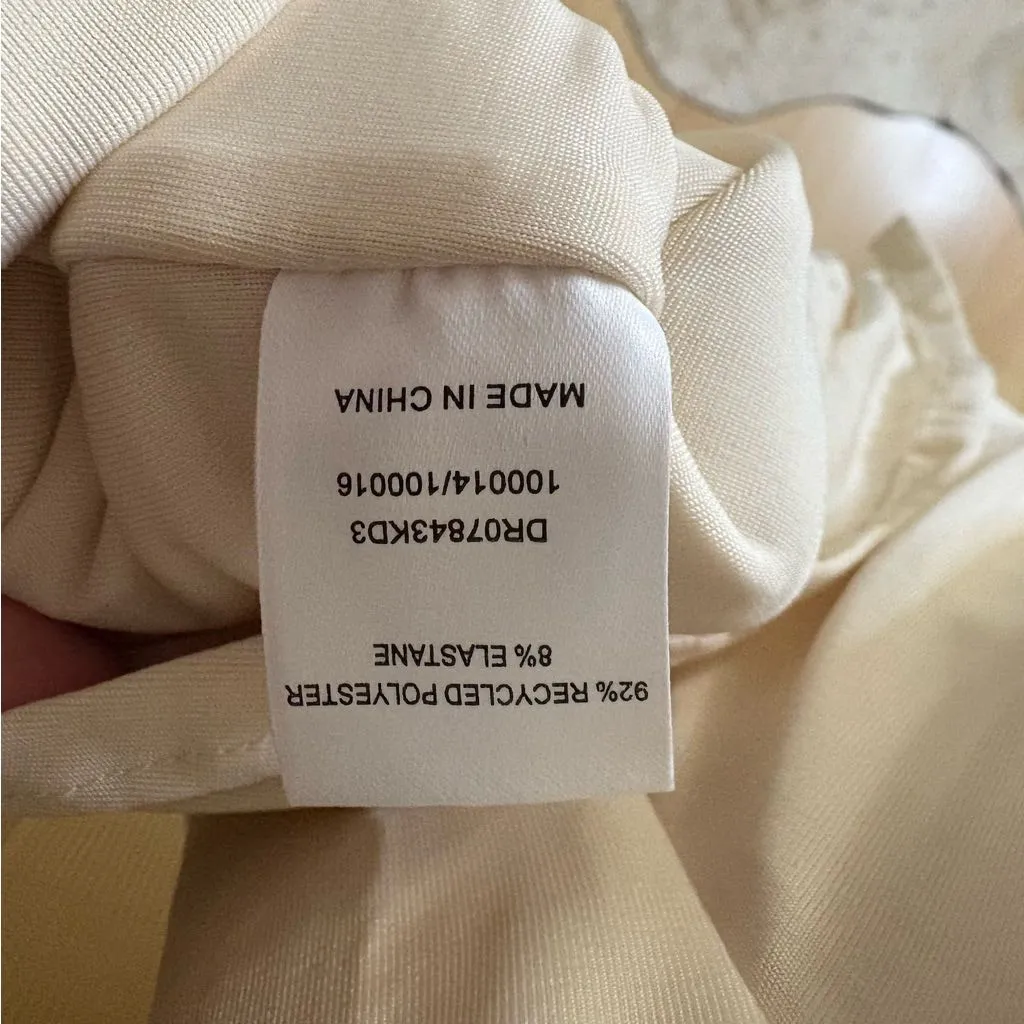 92% RECYCLED POLYESTER
8% ELASTANE
DR07843KD3
100014/100016
MADE IN CHINA